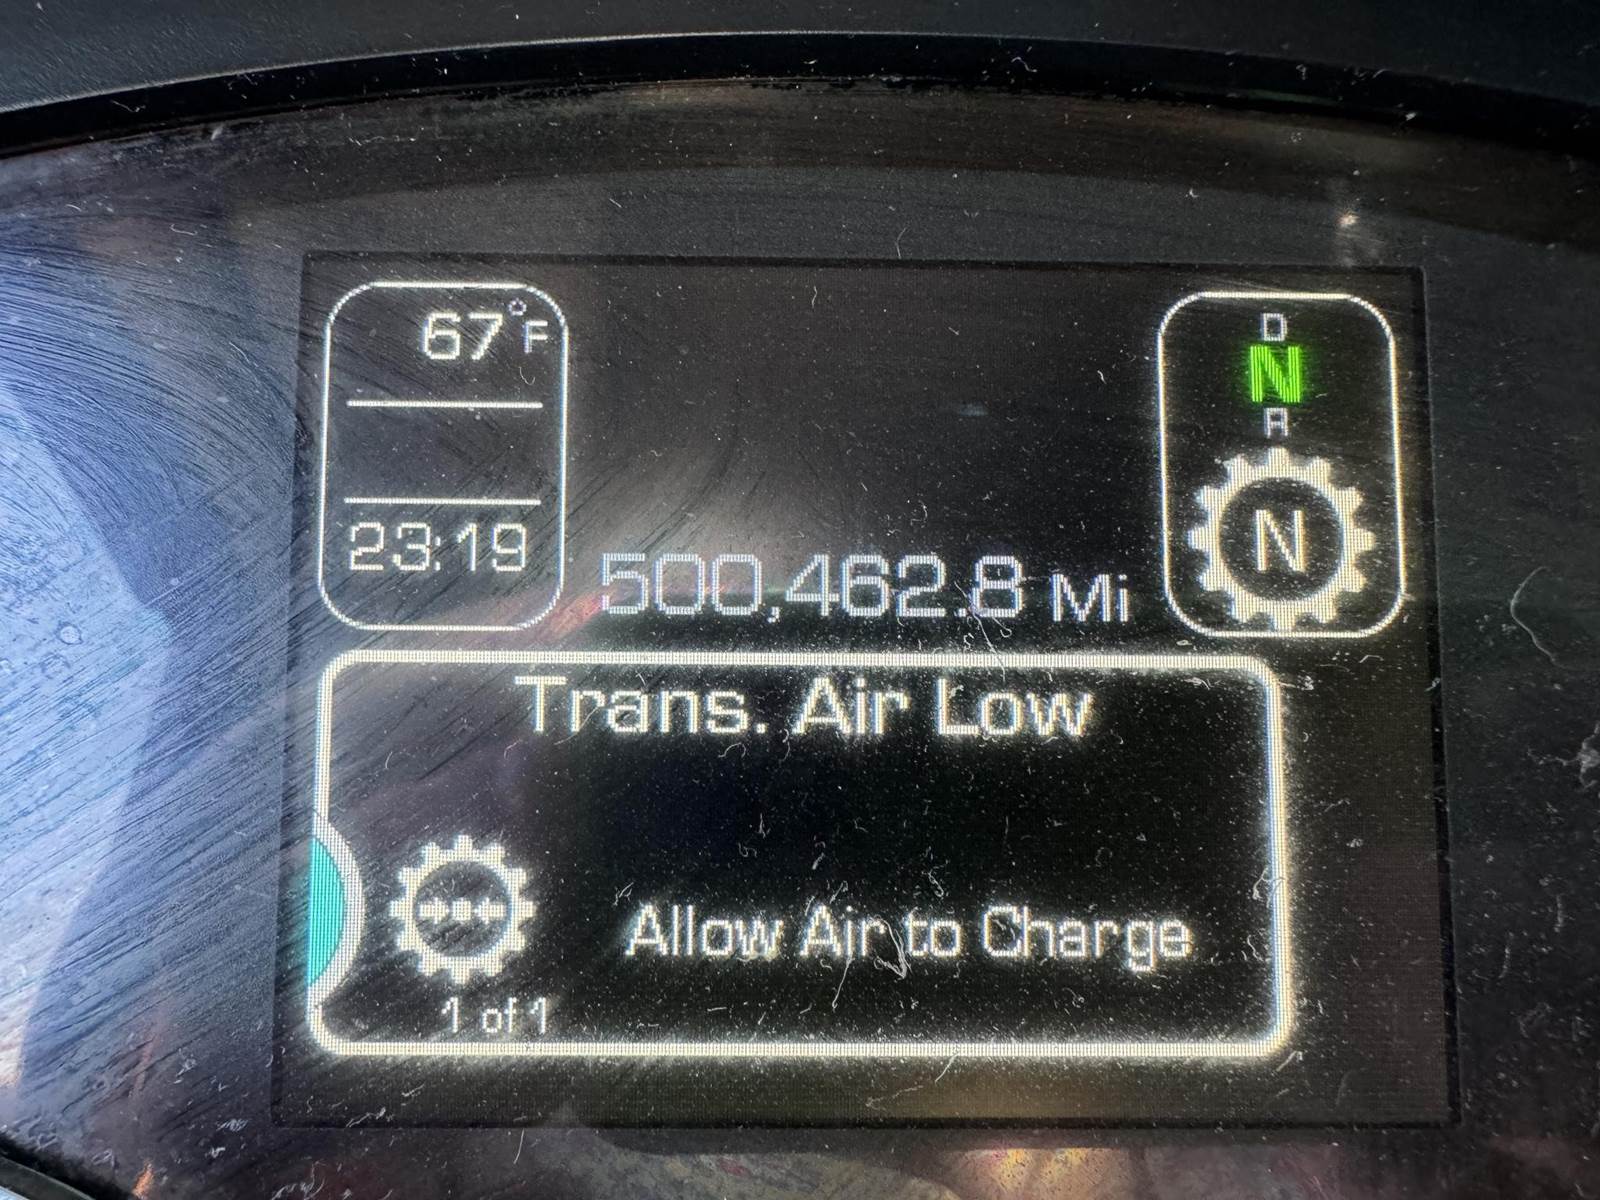 67°F
23:19
500,462.8 Mi
D
N
R
N
Trans. Air Low
Allow Air to Charge
1 of 1